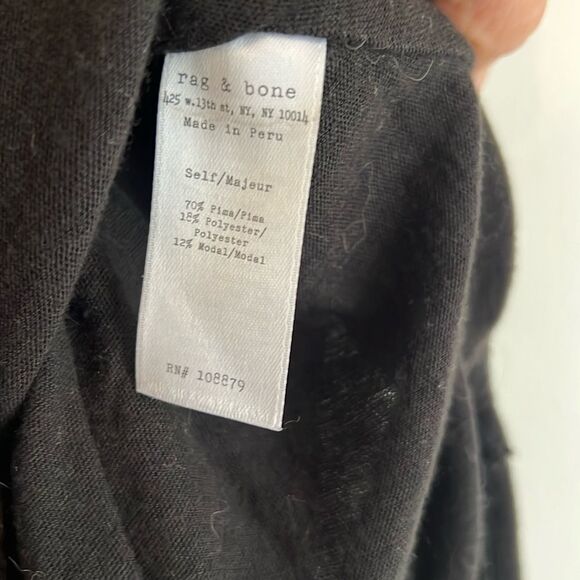 rag & bone
425 w.13th st, NY, NY 10014
Made in Peru
Self/Majeur
70% Pima/Pima
18% Polyester/
Polyester
12% Modal/Modal
RN# 108879